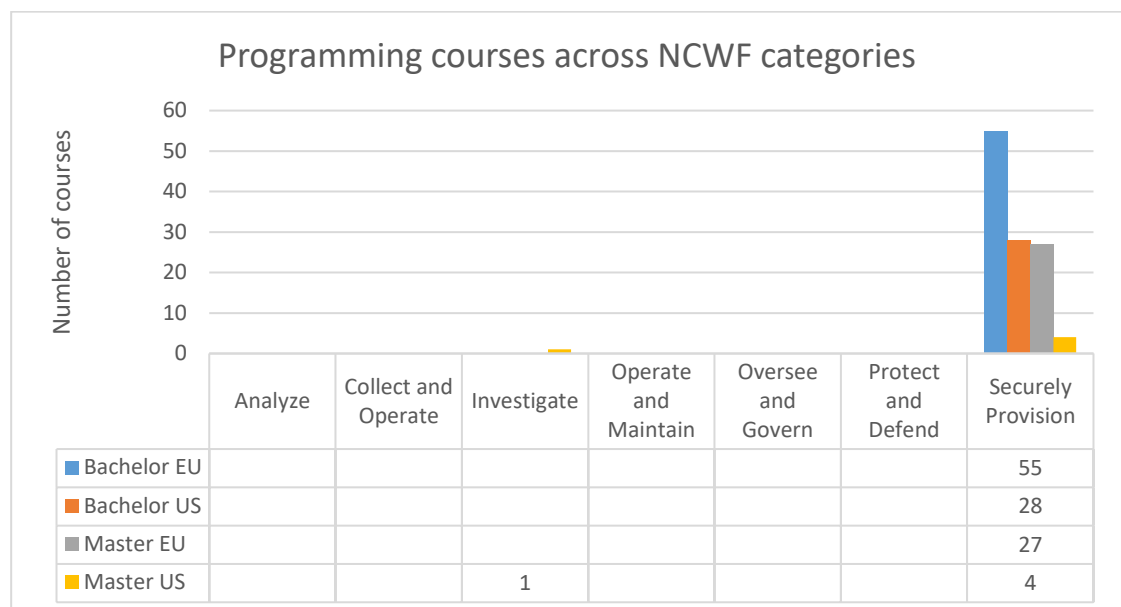 Programming courses across NCWF categories
Number of courses
60
50
40
30
20
10
0
Analyze
Collect and
Operate
Investigate
Operate
and
Maintain
Oversee
and
Govern
Protect
and
Defend
Securely
Provision
Bachelor EU 55
Bachelor US 28
Master EU 27
Master US 1 4